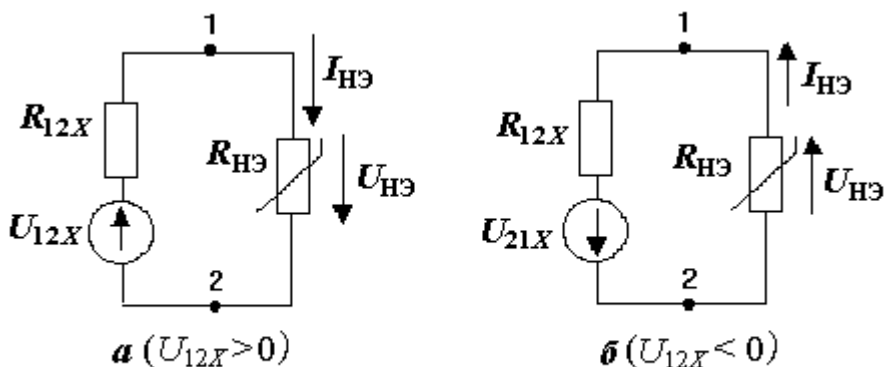 1
I_НЭ
R_12X
R_НЭ
U_НЭ
U_12X
2
а (U_12X>0)
1
I_НЭ
R_12X
R_НЭ
U_НЭ
U_21X
2
б (U_12X< 0)